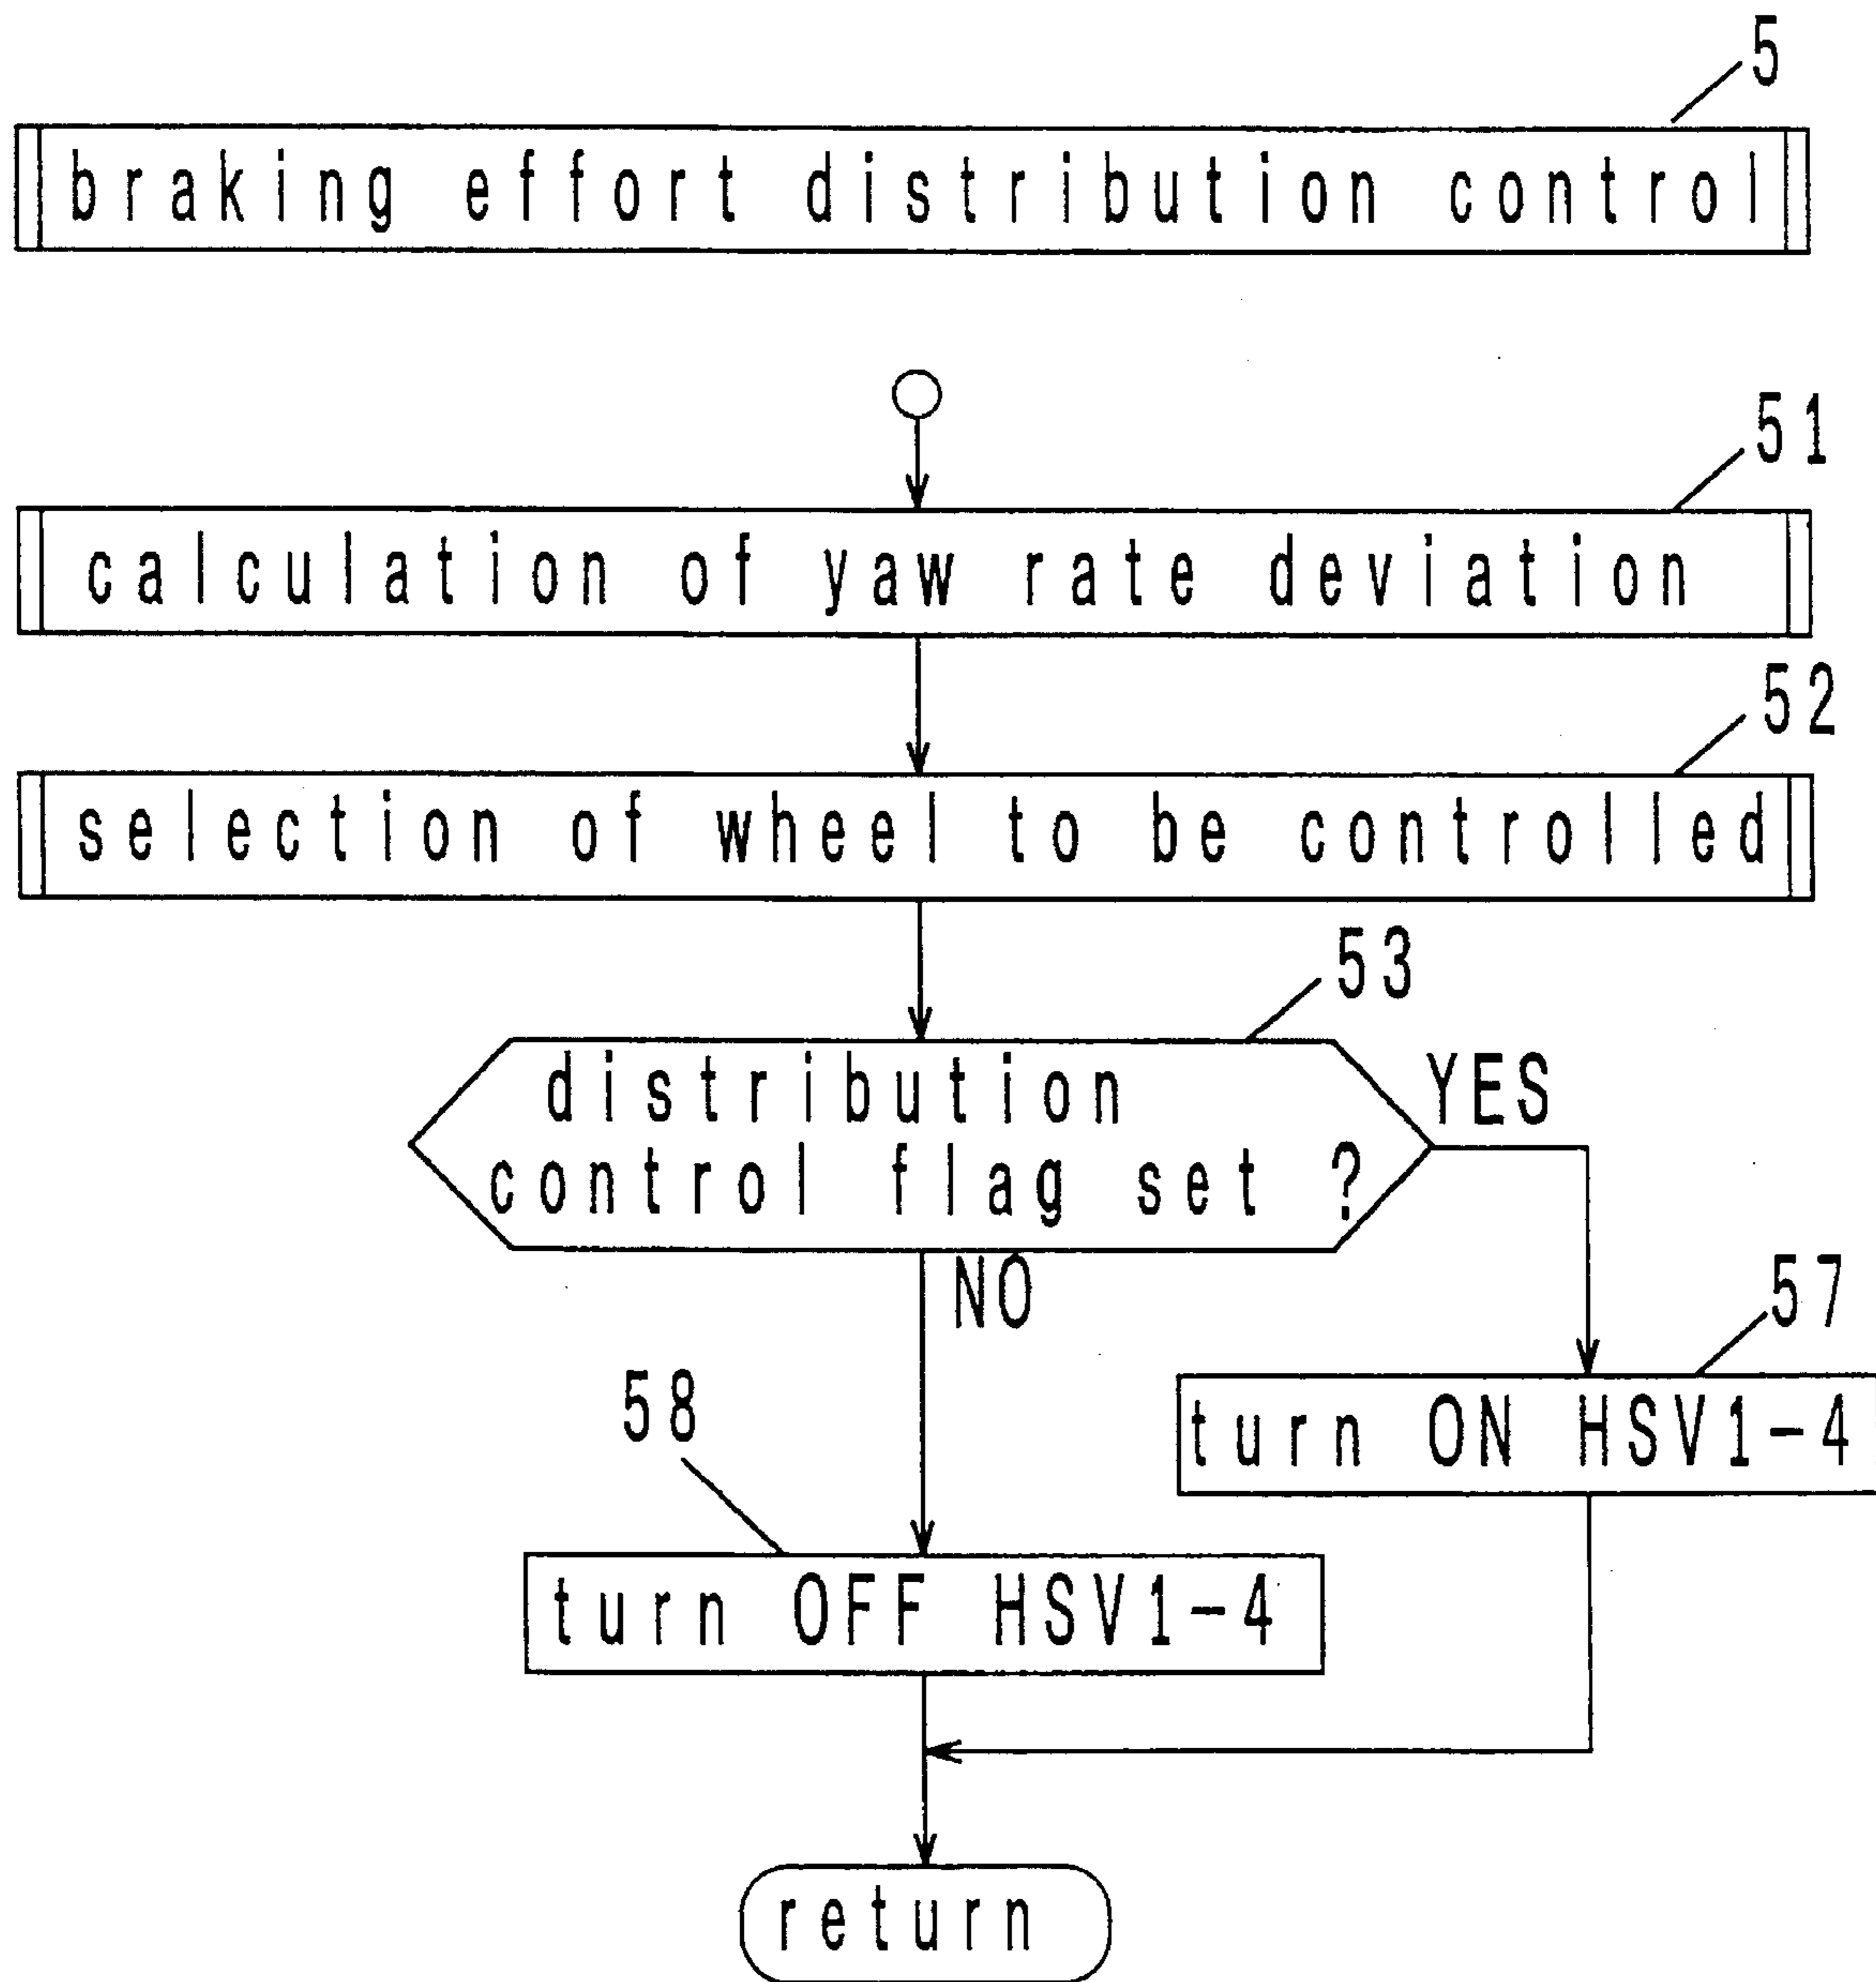 5
braking effort distribution control
51
calculation of yaw rate deviation
52
selection of wheel to be controlled
53
distribution
control flag set ?
YES
NO
57
turn ON HSV1-4
58
turn OFF HSV1-4
return